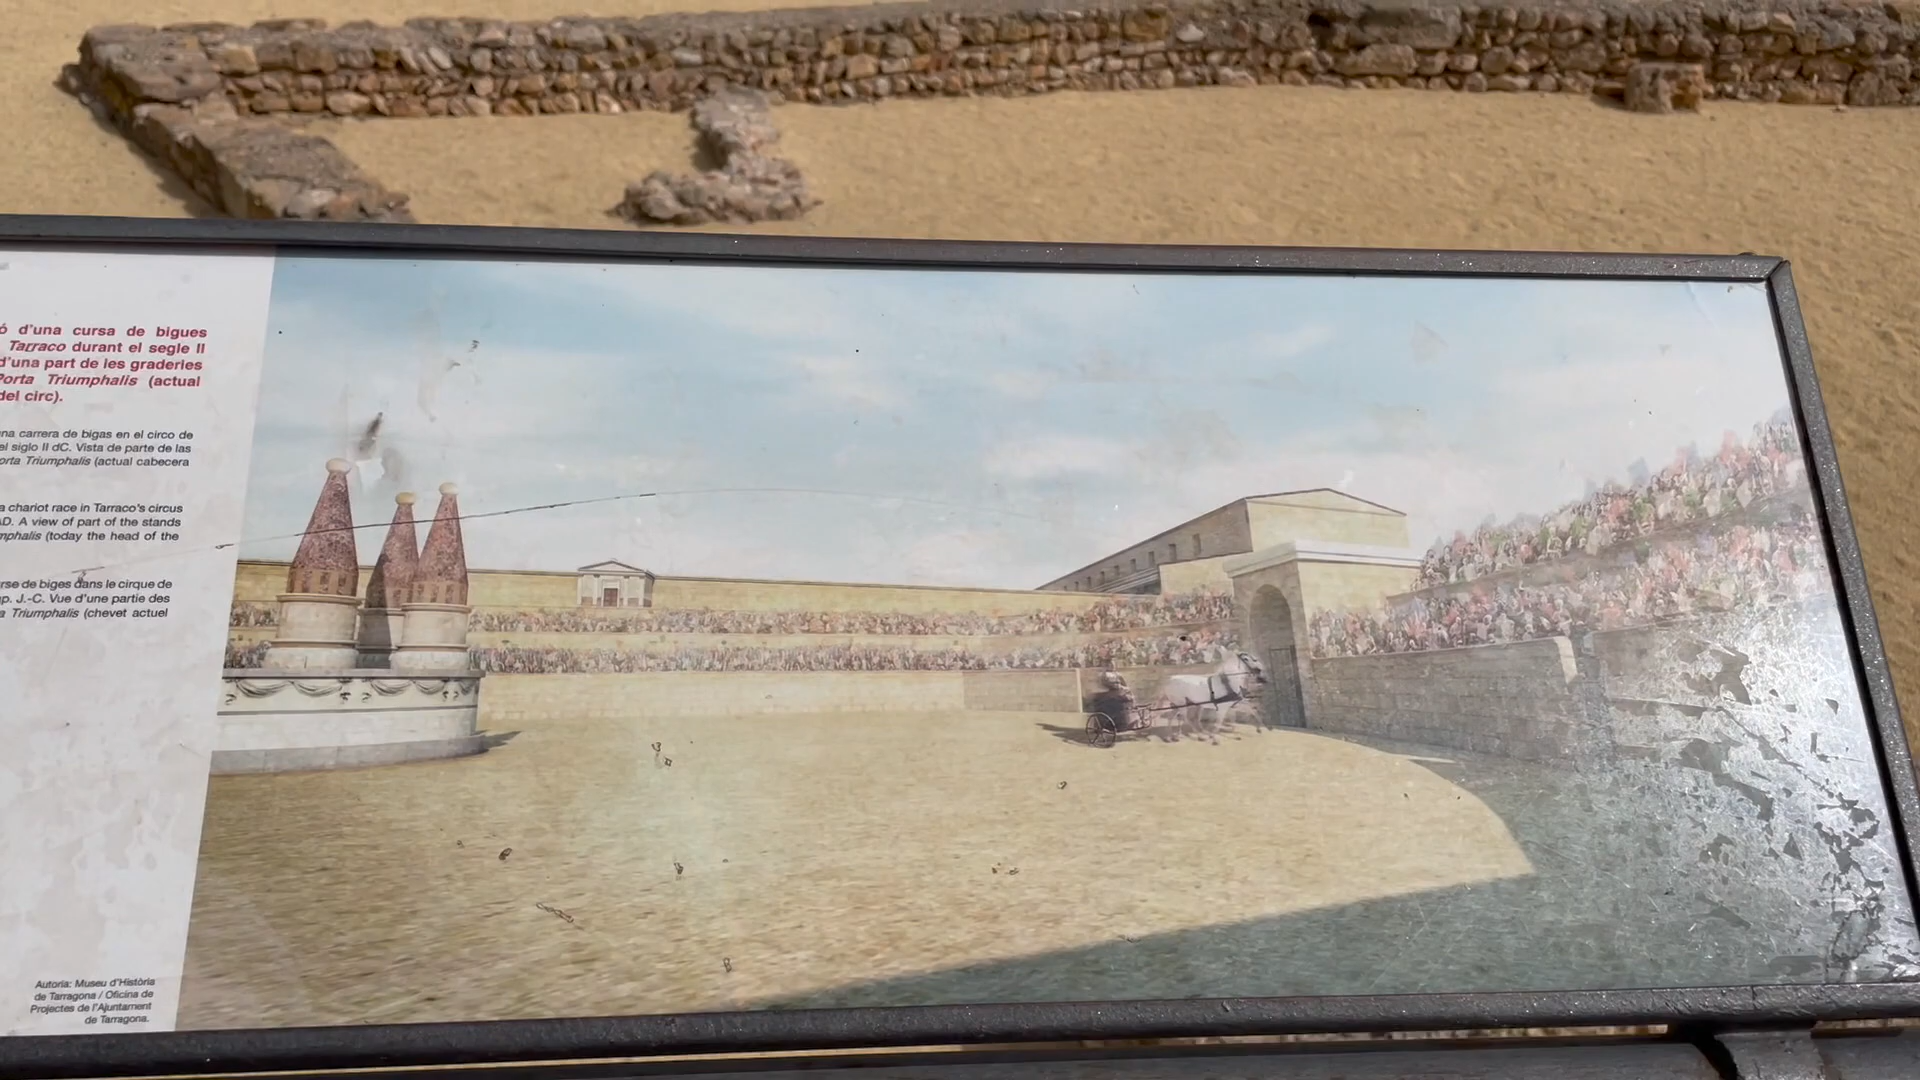 ó d'una cursa de bigues
Tarraco durant el segle II
d'una part de les graderies
Porta Triumphalis (actual
del circ).
una carrera de bigas en el circo de
el siglo II dC. Vista de parte de las
orta Triumphalis (actual cabecera
a chariot race in Tarraco's circus
AD. A view of part of the stands
mphalis (today the head of the
rse de biges dans le cirque de
ap. J.-C. Vue d'une partie des
a Triumphalis (chevet actuel
Autoria: Museu d'Història
de Tarragona / Oficina de
Projectes de l'Ajuntament
de Tarragona.